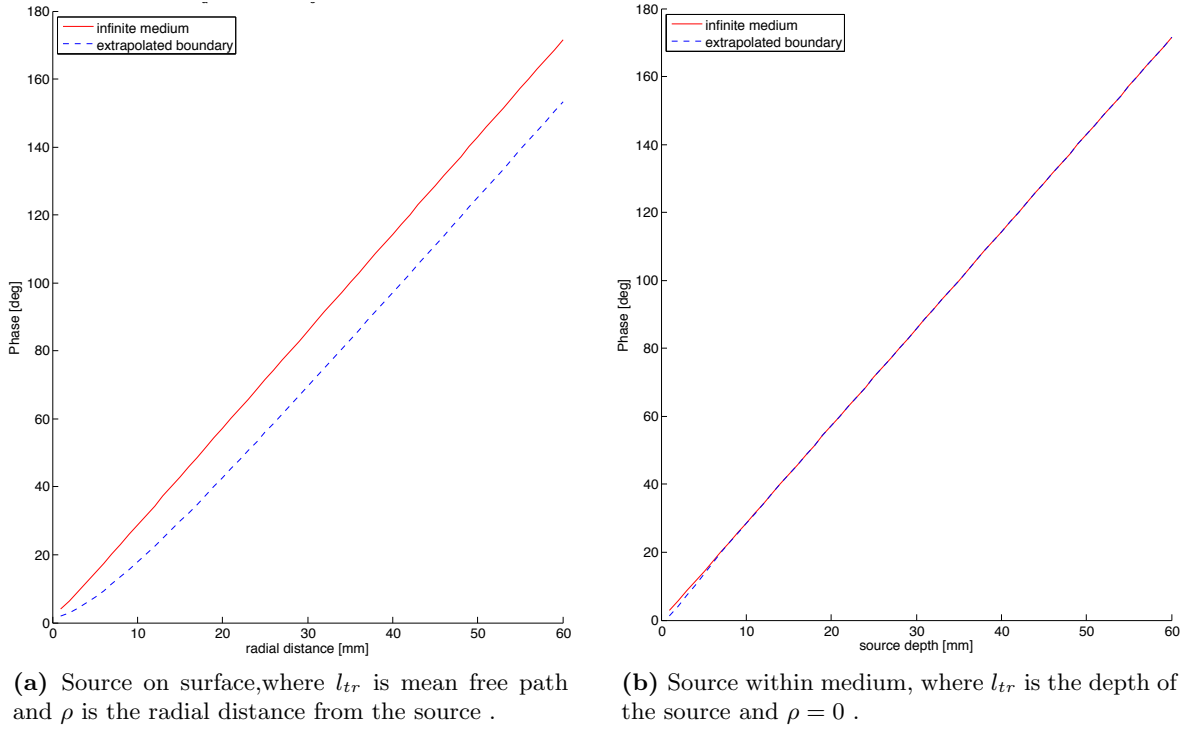 180
160
140
120
100
80
60
40
20
0
0 10 20 30 40 50 60
Phase [deg]
radial distance [mm]
infinite medium
extrapolated boundary
(a) Source on surface,where l_{tr} is mean free path
and ρ is the radial distance from the source .
180
160
140
120
100
80
60
40
20
0
0 10 20 30 40 50 60
Phase [deg]
source depth [mm]
infinite medium
extrapolated boundary
(b) Source within medium, where l_{tr} is the depth of
the source and ρ = 0 .